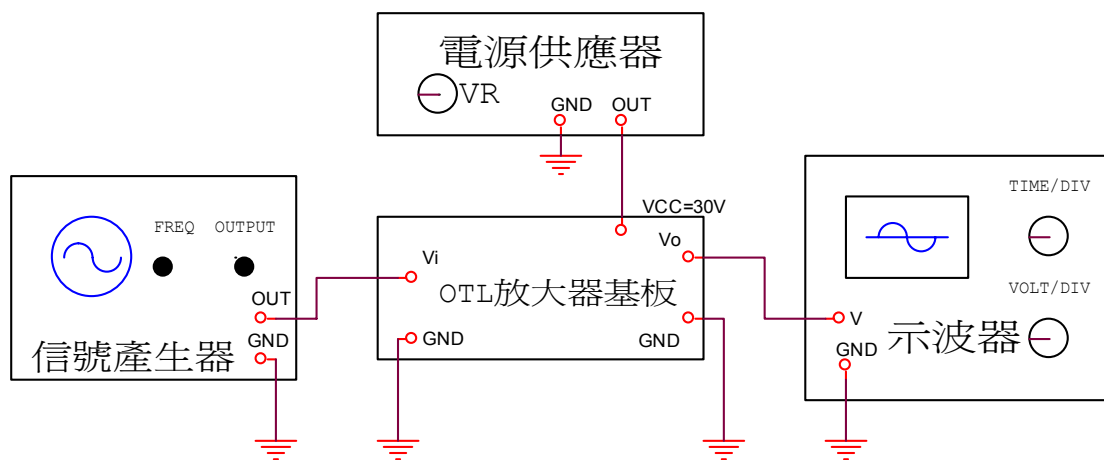 電源供應器
VR
GND OUT
VCC=30V
FREQ OUTPUT
OUT
GND
信號產生器
Vi
Vo
OTL放大器基板
GND
GND
TIME/DIV
VOLT/DIV
V
GND
示波器